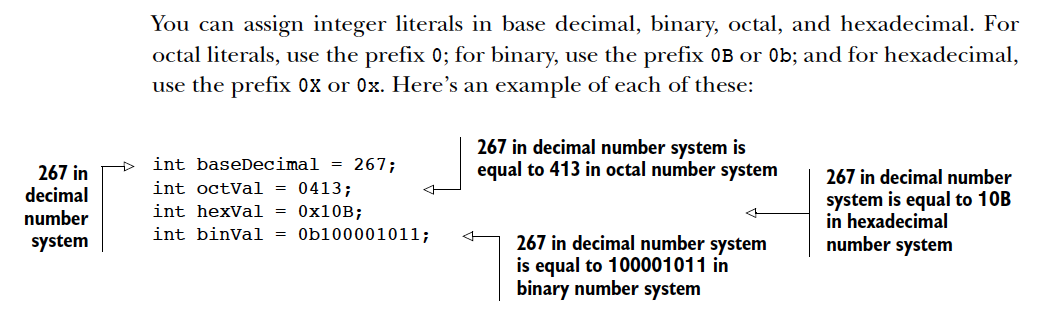 You can assign integer literals in base decimal, binary, octal, and hexadecimal. For
octal literals, use the prefix 0; for binary, use the prefix 0B or 0b; and for hexadecimal,
use the prefix 0X or 0x. Here’s an example of each of these:
267 in
decimal
number
system
int baseDecimal = 267;
int octVal = 0413;
int hexVal = 0x10B;
int binVal = 0b100001011;
267 in decimal number system is
equal to 413 in octal number system
267 in decimal number
system is equal to 10B
in hexadecimal
number system
267 in decimal number system
is equal to 100001011 in
binary number system